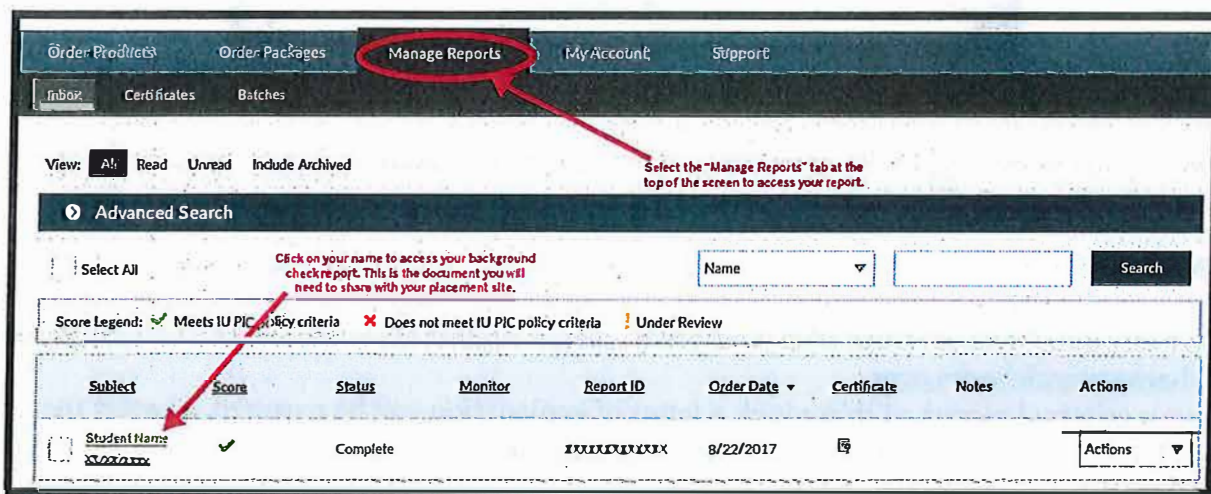 Order Products Order Packages Manage Reports My Account Support
Inbox Certificates Batches
View: All Read Unread Include Archived
Select the "Manage Reports" tab at the
top of the screen to access your report.
Advanced Search
Click on your name to access your background
check report. This is the document you will
need to share with your placement site.
Select All Name Search
Score Legend: Meets IU PIC policy criteria Does not meet IU PIC policy criteria Under Review
Subject Score Status Monitor Report ID Order Date Certificate Notes Actions
Student Name Complete 8/22/2017 Actions